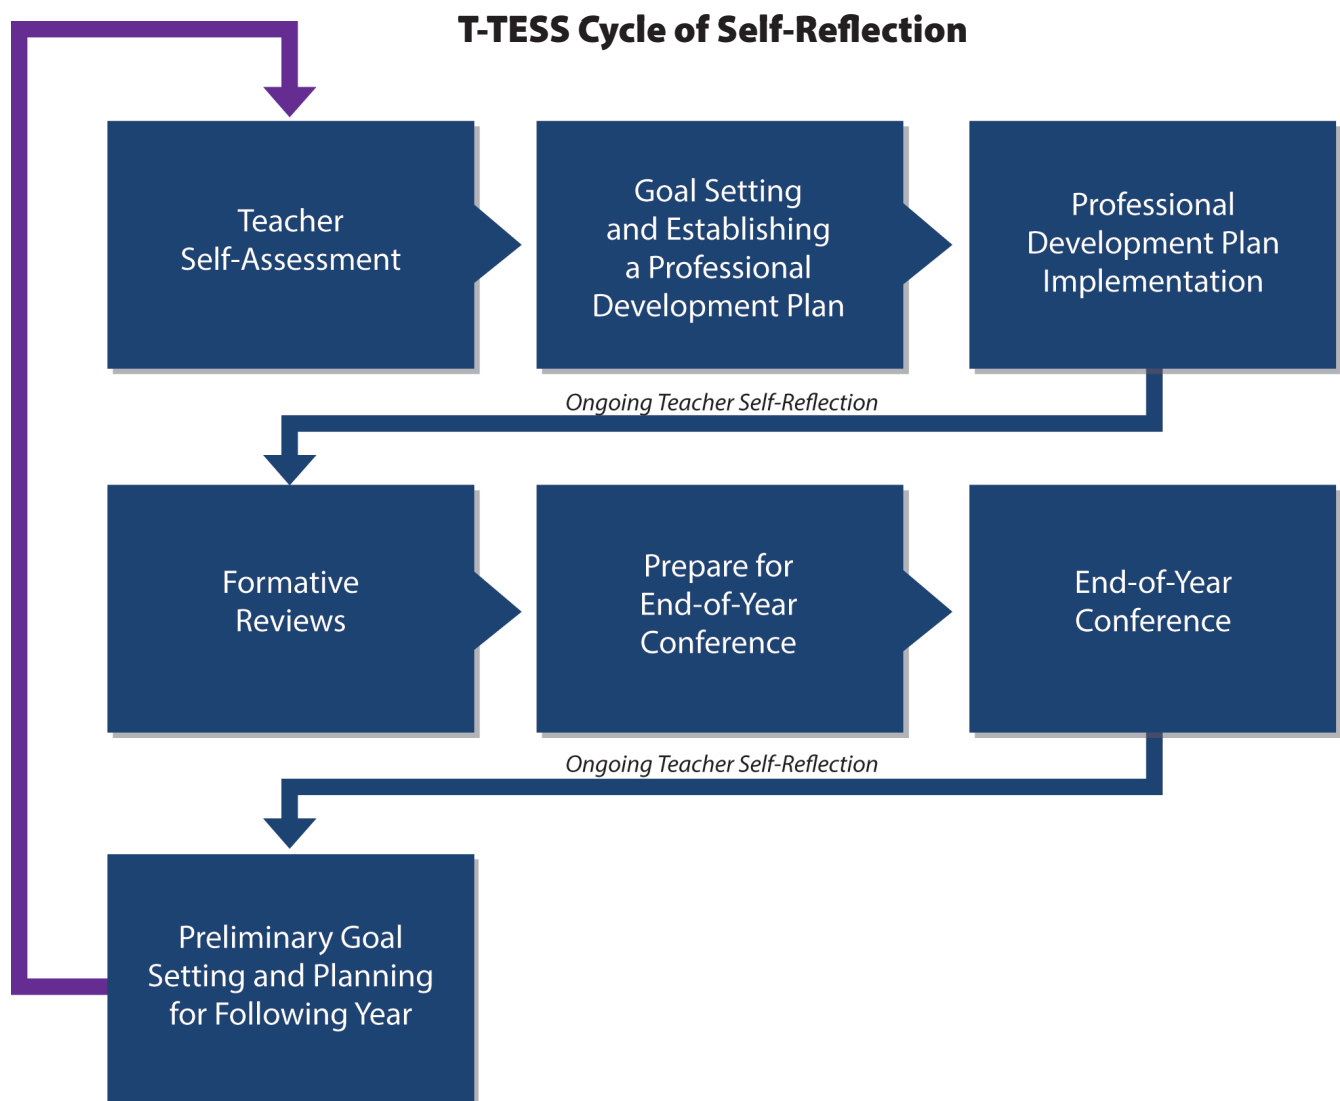 T-TESS Cycle of Self-Reflection
Teacher
Self-Assessment
Goal Setting
and Establishing
a Professional
Development Plan
Professional
Development Plan
Implementation
Ongoing Teacher Self-Reflection
Formative
Reviews
Prepare for
End-of-Year
Conference
End-of-Year
Conference
Ongoing Teacher Self-Reflection
Preliminary Goal
Setting and Planning
for Following Year